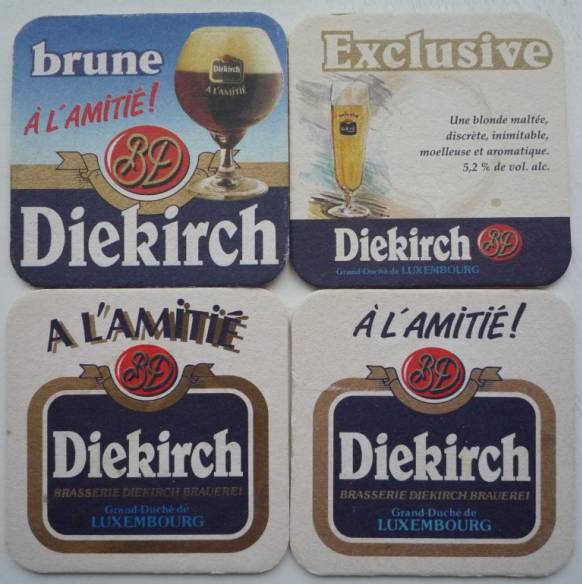 brune
À L'AMITIÉ!
Diekirch
A L'AMITIÉ
BD
Diekirch
Exclusive
Une blonde maltée,
discrète, inimitable,
moelleuse et aromatique.
5,2 % de vol. alc.
Diekirch BD
Grand-Duché de LUXEMBOURG
A L'AMITÏÉ
BD
Diekirch
BRASSERIE DIEKIRCH BRAUEREI
Grand-Duché de
LUXEMBOURG
À L'AMITÏÉ!
BD
Diekirch
BRASSERIE DIEKIRCH BRAUEREI
Grand-Duché de
LUXEMBOURG